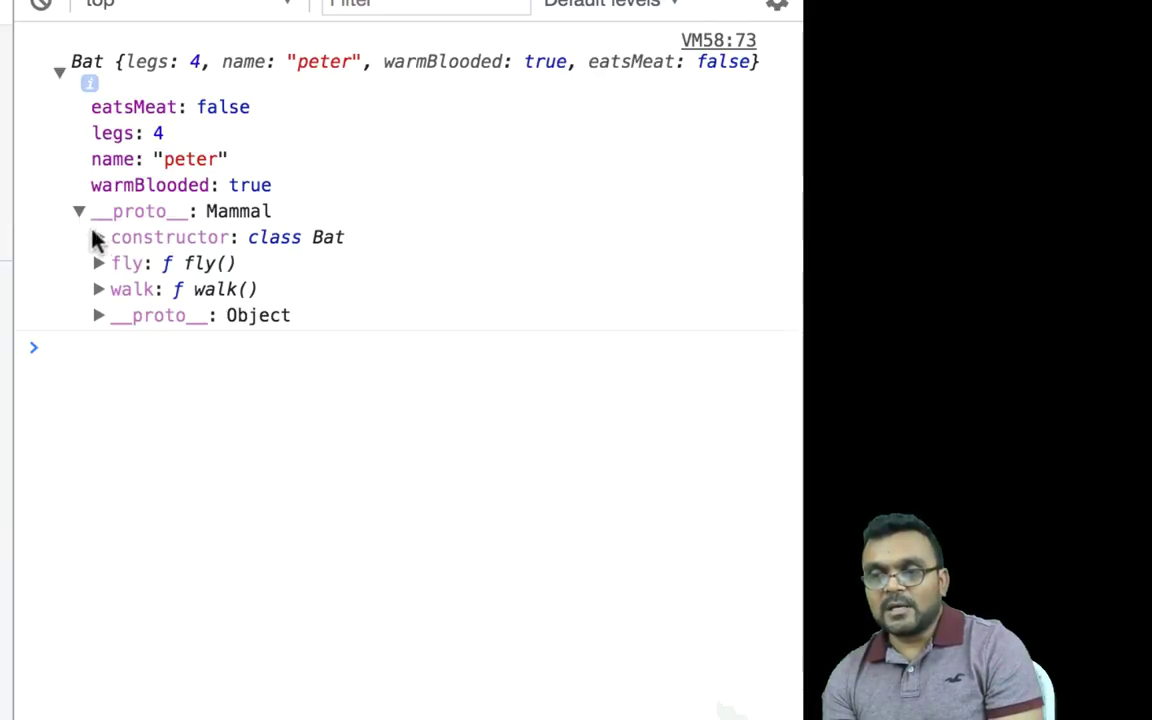 top Filter Default levels
VM58:73
Bat {legs: 4, name: "peter", warmBlooded: true, eatsMeat: false}
i
eatsMeat: false
legs: 4
name: "peter"
warmBlooded: true
__proto__: Mammal
constructor: class Bat
fly: ƒ fly()
walk: ƒ walk()
__proto__: Object